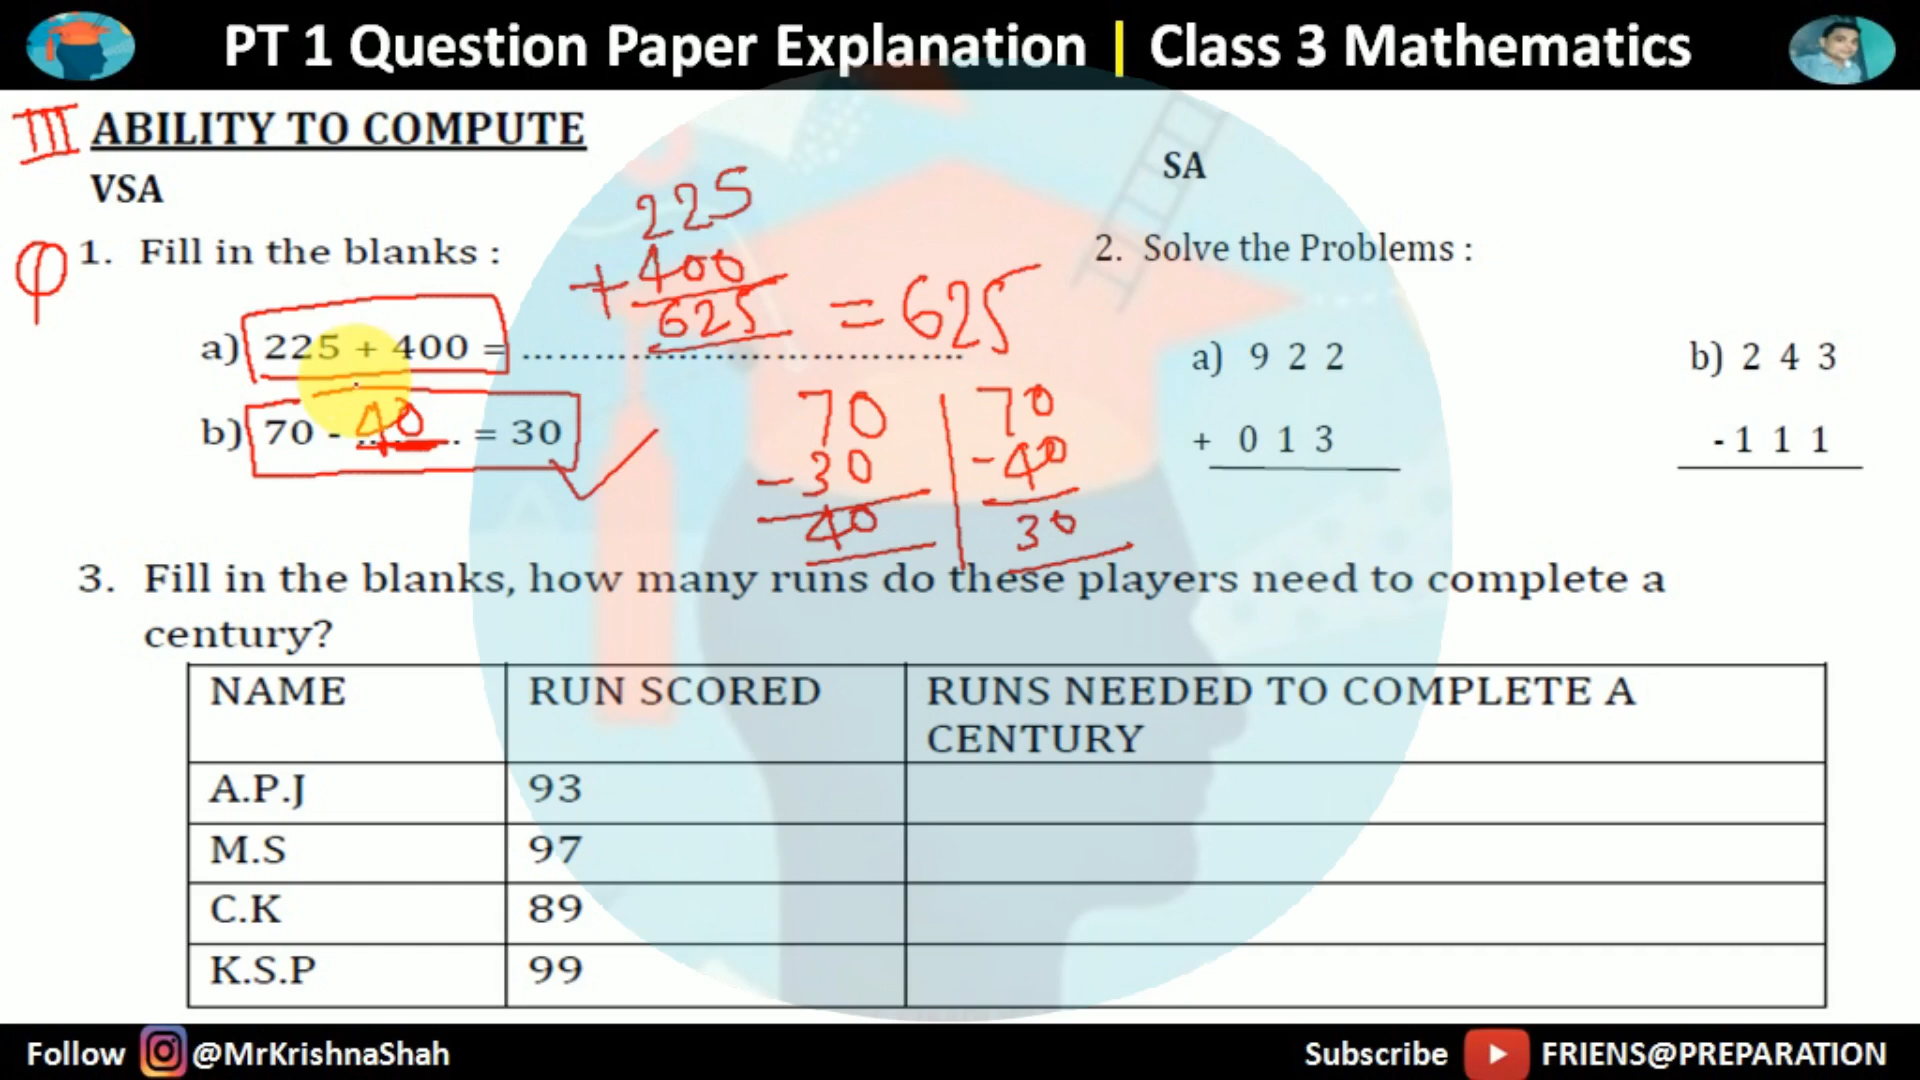 PT 1 Question Paper Explanation | Class 3 Mathematics
III ABILITY TO COMPUTE
VSA
1. Fill in the blanks :
225
+400
625 = 625
a) 225 + 400 = ............................................
b) 70 - 40 = 30
70
-30
40
70
-40
30
SA
2. Solve the Problems :
a) 9 2 2
+ 0 1 3
b) 2 4 3
- 1 1 1
3. Fill in the blanks, how many runs do these players need to complete a
century?
NAME RUN SCORED RUNS NEEDED TO COMPLETE A
CENTURY
A.P.J 93
M.S 97
C.K 89
K.S.P 99
Follow @MrKrishnaShah
Subscribe FRIENS@PREPARATION